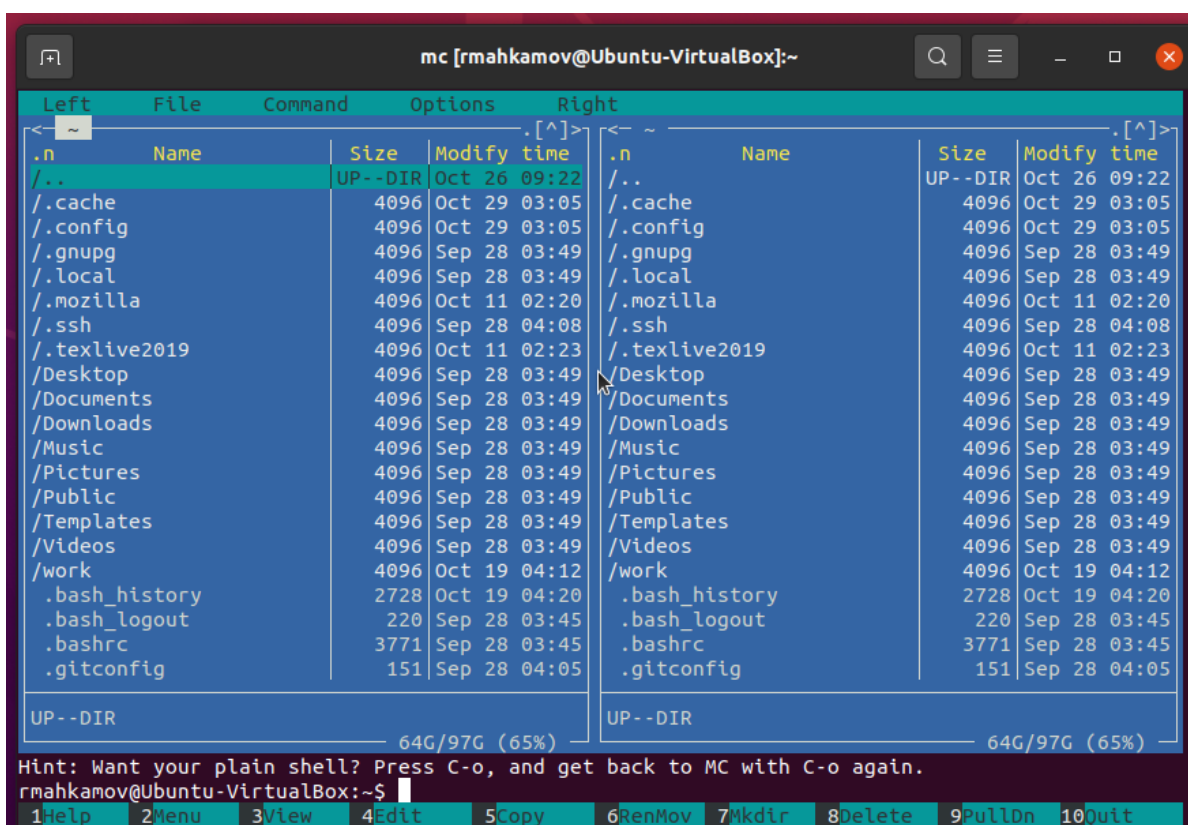 mc [rmahkamov@Ubuntu-VirtualBox]:~
Left File Command Options Right
<─ ~ ─.[^]> <─ ~ ─.[^]>
.n Name Size Modify time .n Name Size Modify time
/.. UP--DIR Oct 26 09:22 /.. UP--DIR Oct 26 09:22
/.cache 4096 Oct 29 03:05 /.cache 4096 Oct 29 03:05
/.config 4096 Oct 29 03:05 /.config 4096 Oct 29 03:05
/.gnupg 4096 Sep 28 03:49 /.gnupg 4096 Sep 28 03:49
/.local 4096 Sep 28 03:49 /.local 4096 Sep 28 03:49
/.mozilla 4096 Oct 11 02:20 /.mozilla 4096 Oct 11 02:20
/.ssh 4096 Sep 28 04:08 /.ssh 4096 Sep 28 04:08
/.texlive2019 4096 Oct 11 02:23 /.texlive2019 4096 Oct 11 02:23
/Desktop 4096 Sep 28 03:49 /Desktop 4096 Sep 28 03:49
/Documents 4096 Sep 28 03:49 /Documents 4096 Sep 28 03:49
/Downloads 4096 Sep 28 03:49 /Downloads 4096 Sep 28 03:49
/Music 4096 Sep 28 03:49 /Music 4096 Sep 28 03:49
/Pictures 4096 Sep 28 03:49 /Pictures 4096 Sep 28 03:49
/Public 4096 Sep 28 03:49 /Public 4096 Sep 28 03:49
/Templates 4096 Sep 28 03:49 /Templates 4096 Sep 28 03:49
/Videos 4096 Sep 28 03:49 /Videos 4096 Sep 28 03:49
/work 4096 Oct 19 04:12 /work 4096 Oct 19 04:12
.bash_history 2728 Oct 19 04:20 .bash_history 2728 Oct 19 04:20
.bash_logout 220 Sep 28 03:45 .bash_logout 220 Sep 28 03:45
.bashrc 3771 Sep 28 03:45 .bashrc 3771 Sep 28 03:45
.gitconfig 151 Sep 28 04:05 .gitconfig 151 Sep 28 04:05
UP--DIR UP--DIR
64G/97G (65%) 64G/97G (65%)
Hint: Want your plain shell? Press C-o, and get back to MC with C-o again.
rmahkamov@Ubuntu-VirtualBox:~$
1Help 2Menu 3View 4Edit 5Copy 6RenMov 7Mkdir 8Delete 9PullDn 10Quit